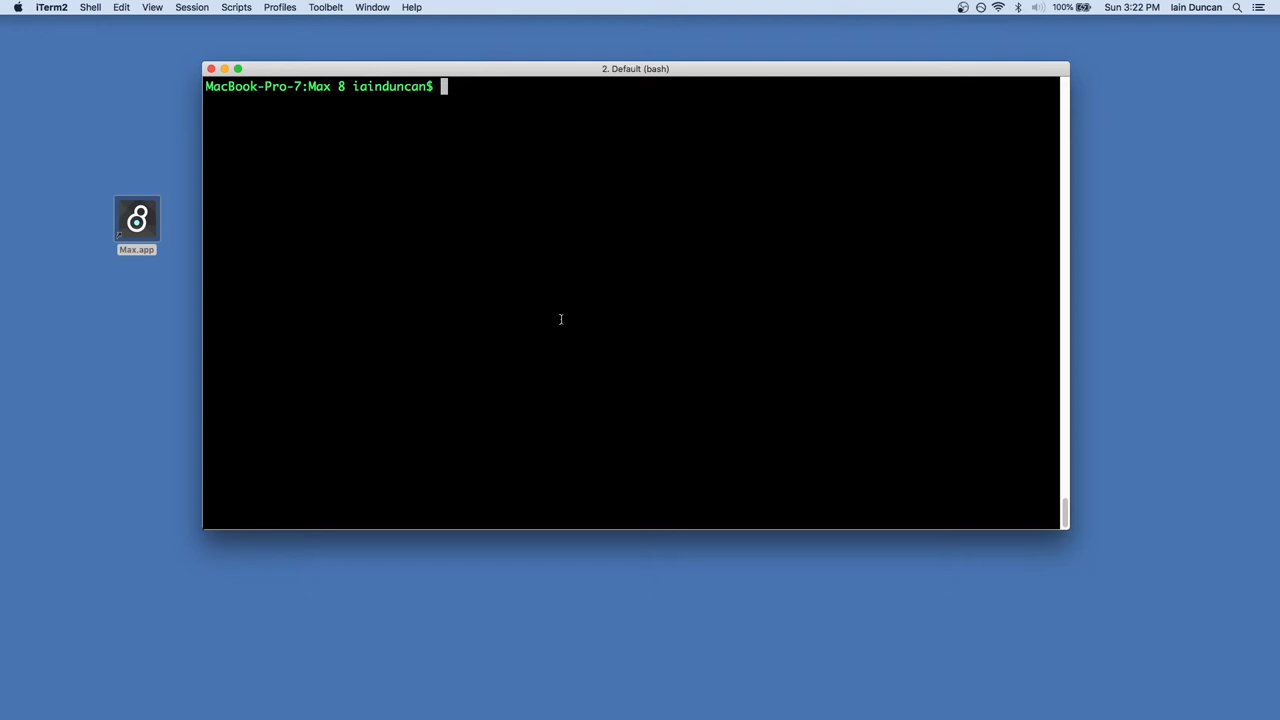 iTerm2 Shell Edit View Session Scripts Profiles Toolbelt Window Help 100% Sun 3:22 PM Iain Duncan
2. Default (bash)
MacBook-Pro-7:Max 8 iainduncan$
Max.app